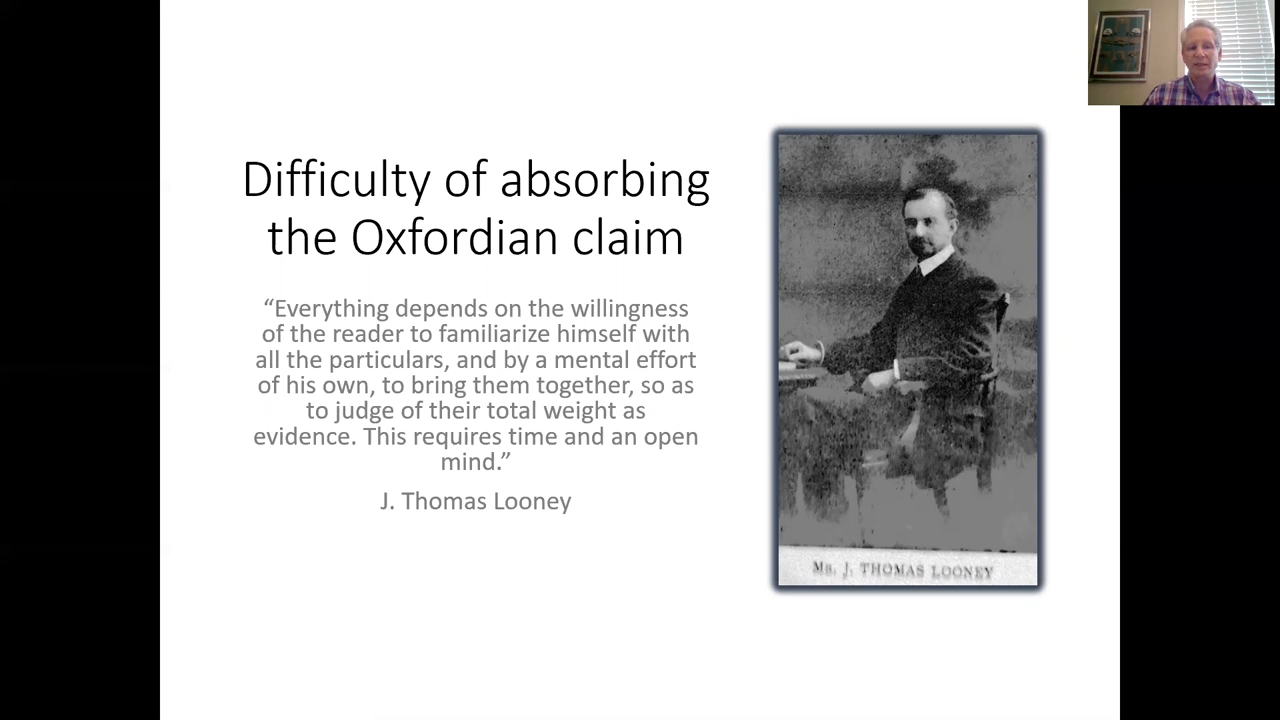 Difficulty of absorbing
the Oxfordian claim
“Everything depends on the willingness
of the reader to familiarize himself with
all the particulars, and by a mental effort
of his own, to bring them together, so as
to judge of their total weight as
evidence. This requires time and an open
mind.”
J. Thomas Looney
MR. J. THOMAS LOONEY